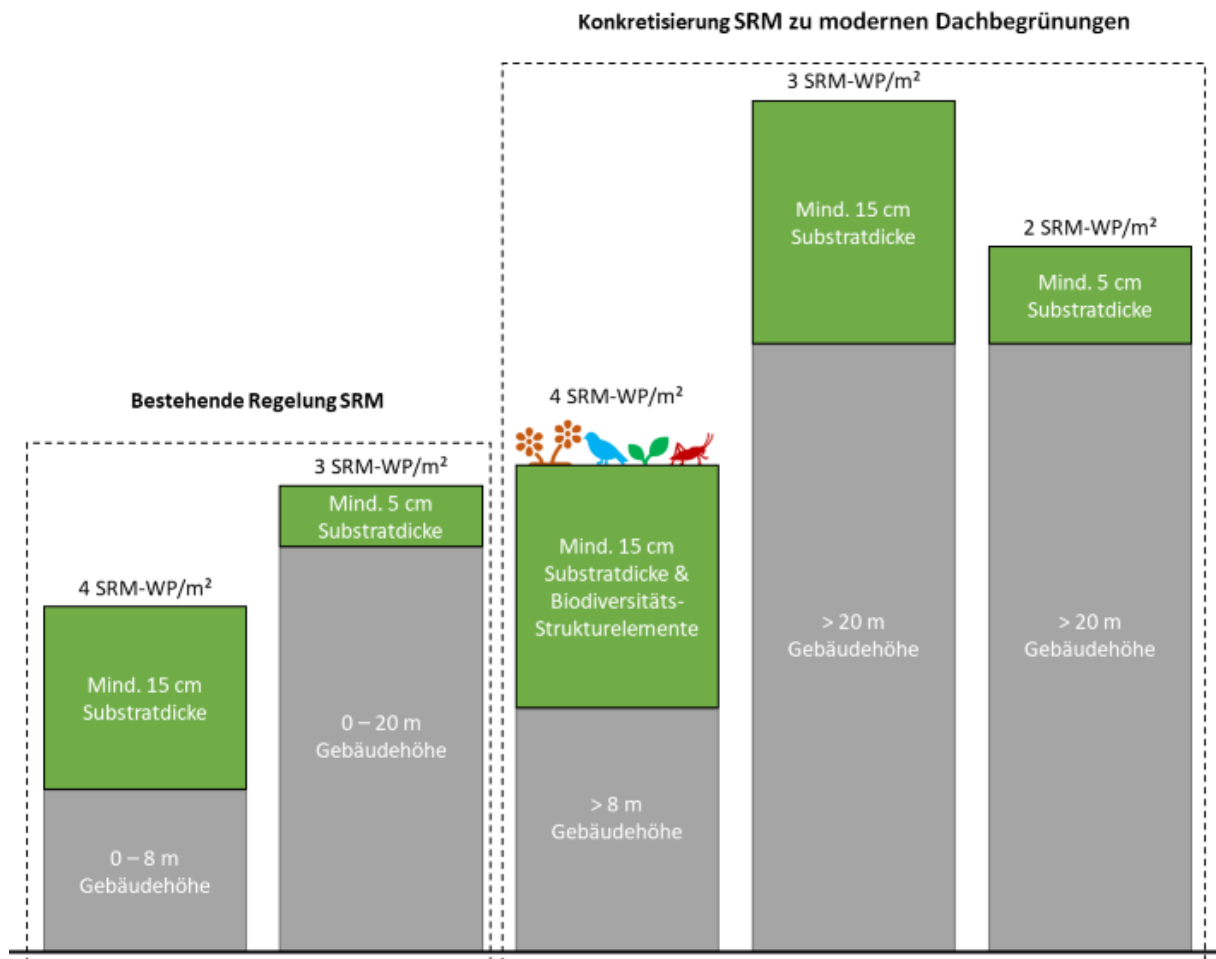 Konkretisierung SRM zu modernen Dachbegrünungen
3 SRM-WP/m²
Mind. 15 cm
Substratdicke
2 SRM-WP/m²
Mind. 5 cm
Substratdicke
4 SRM-WP/m²
Bestehende Regelung SRM
3 SRM-WP/m²
Mind. 5 cm
Substratdicke
4 SRM-WP/m²
Mind. 15 cm
Substratdicke
0 – 8 m
Gebäudehöhe
0 – 20 m
Gebäudehöhe
Mind. 15 cm
Substratdicke &
Biodiversitäts-
Strukturelemente
> 8 m
Gebäudehöhe
> 20 m
Gebäudehöhe
> 20 m
Gebäudehöhe